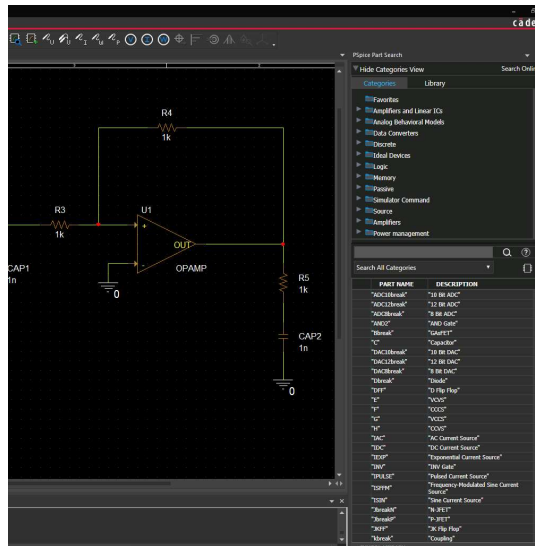 cāde
PSpice Part Search
Hide Categories View
Search Onlin
Categories
Library
Favorites
Amplifiers and Linear ICs
Analog Behavioral Models
Data Converters
Discrete
Ideal Devices
Logic
Memory
Passive
Simulator Command
Source
Amplifiers
Power management
Search All Categories
PART NAME DESCRIPTION
"ADC10break" "10 Bit ADC"
"ADC12break" "12 Bit ADC"
"ADC8break" "8 Bit ADC"
"AND2" "AND Gate"
"Bbreak" "GAsFET"
"C" "Capacitor"
"DAC10break" "10 Bit DAC"
"DAC12break" "12 Bit DAC"
"DAC8break" "8 Bit DAC"
"Dbreak" "Diode"
"DFF" "D Flip Flop"
"E" "VCVS"
"F" "CCCS"
"G" "VCCS"
"H" "CCVS"
"IAC" "AC Current Source"
"IDC" "DC Current Source"
"IEXP" "Exponential Current Source"
"INV" "INV Gate"
"IPULSE" "Pulsed Current Source"
"ISFFM" "Frequency-Modulated Sine Current
Source"
"ISIN" "Sine Current Source"
"JbreakN" "N-JFET"
"JbreakP" "P-JFET"
"JKFF" "JK Flip Flop"
"kbreak" "Coupling"
R4
1k
R3
1k
U1
+
-
OUT
OPAMP
0
CAP1
1n
R5
1k
CAP2
1n
0